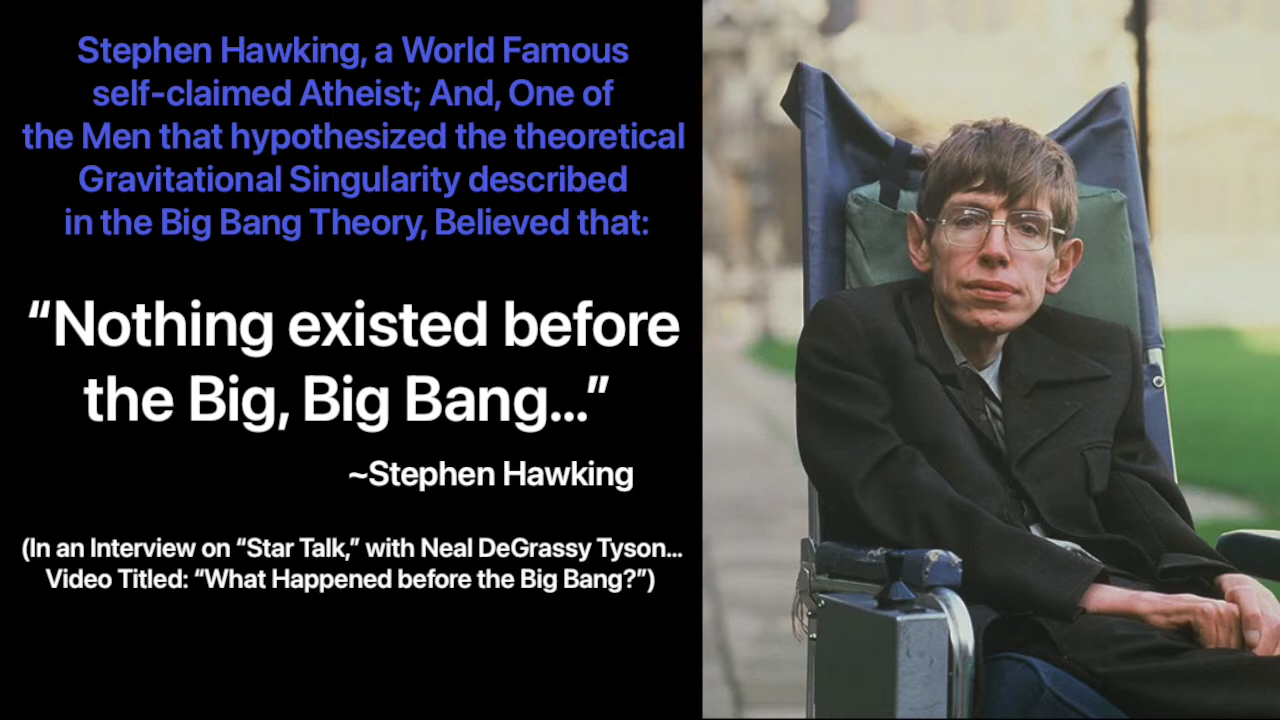 Stephen Hawking, a World Famous
self-claimed Atheist; And, One of
the Men that hypothesized the theoretical
Gravitational Singularity described
in the Big Bang Theory, Believed that:
“Nothing existed before
the Big, Big Bang...”
~Stephen Hawking
(In an Interview on “Star Talk,” with Neal DeGrassy Tyson...
Video Titled: “What Happened before the Big Bang?”)